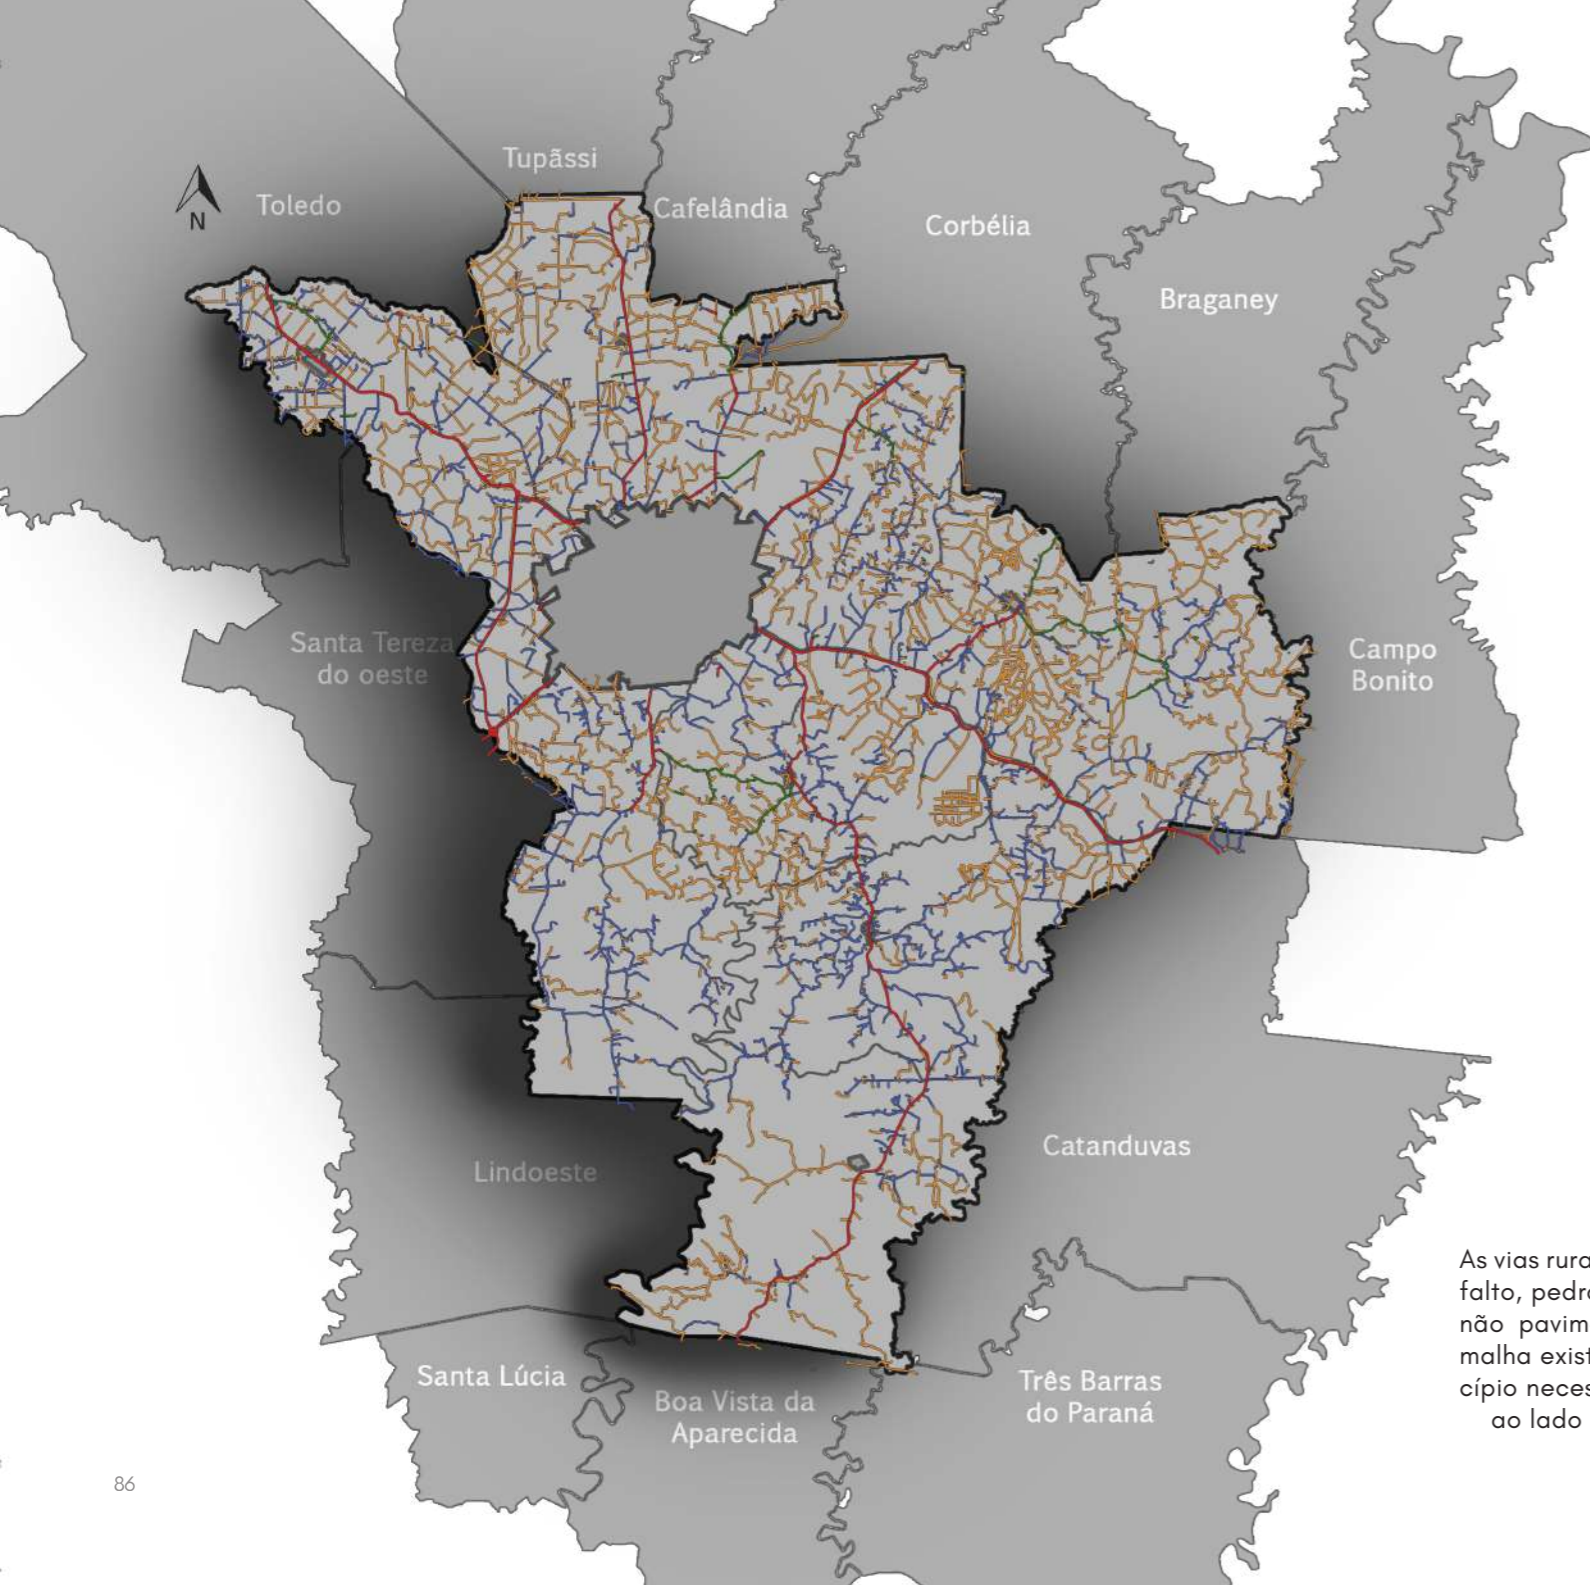 Tupãssi
Toledo
Cafelândia
N
Corbélia
Braganey
Santa Tereza
do oeste
Campo
Bonito
Catanduvas
Lindoeste
As vias rura
falto, pedr
não pavim
malha exist
cípio neces
ao lado
Santa Lúcia
Boa Vista da
Aparecida
Três Barras
do Paraná
86